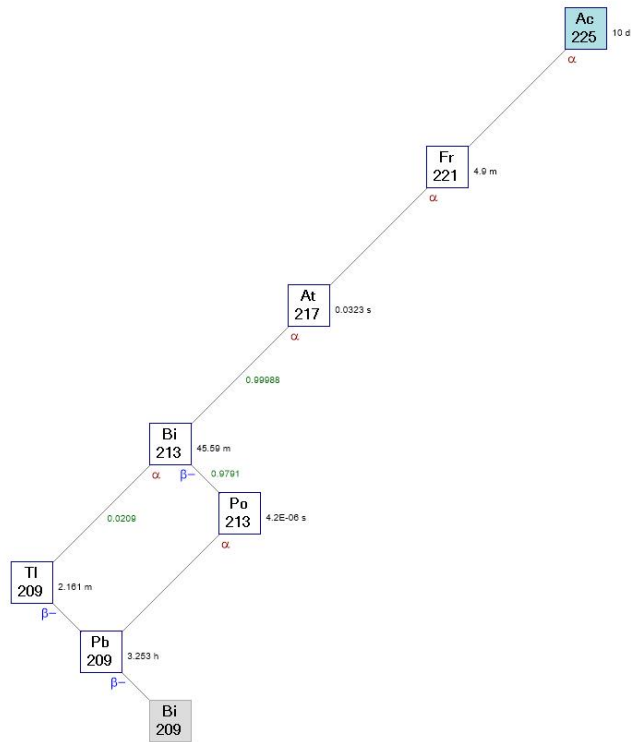 Ac
225
10 d
α
Fr
221
4.9 m
α
At
217
0.0323 s
α
0.99988
Bi
213
45.59 m
α
β−
0.9791
Po
213
4.2E-06 s
α
0.0209
Tl
209
2.161 m
β−
Pb
209
3.253 h
β−
Bi
209